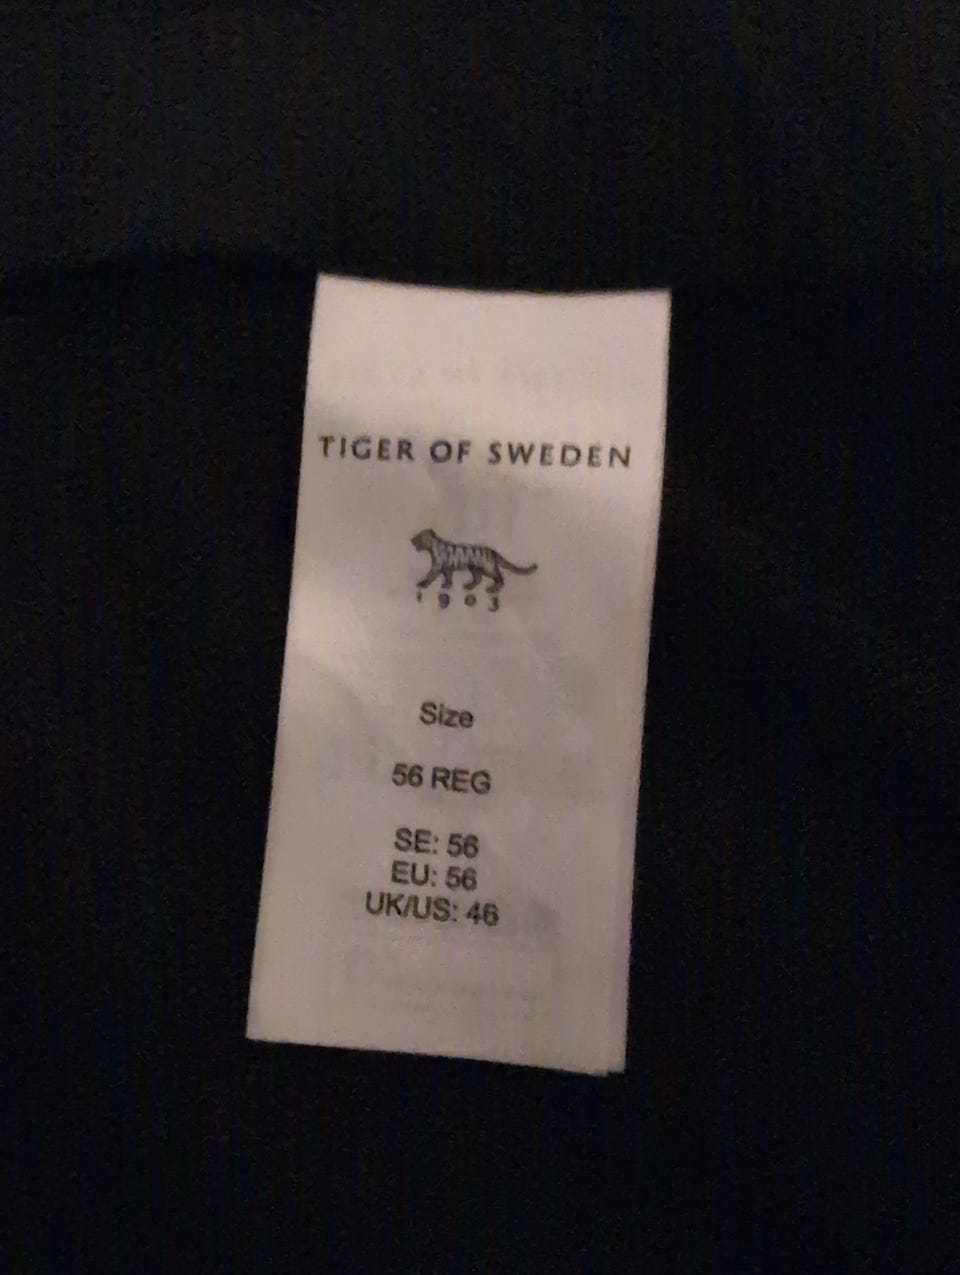 TIGER OF SWEDEN
1903
Size
56 REG
SE: 56
EU: 56
UK/US: 46